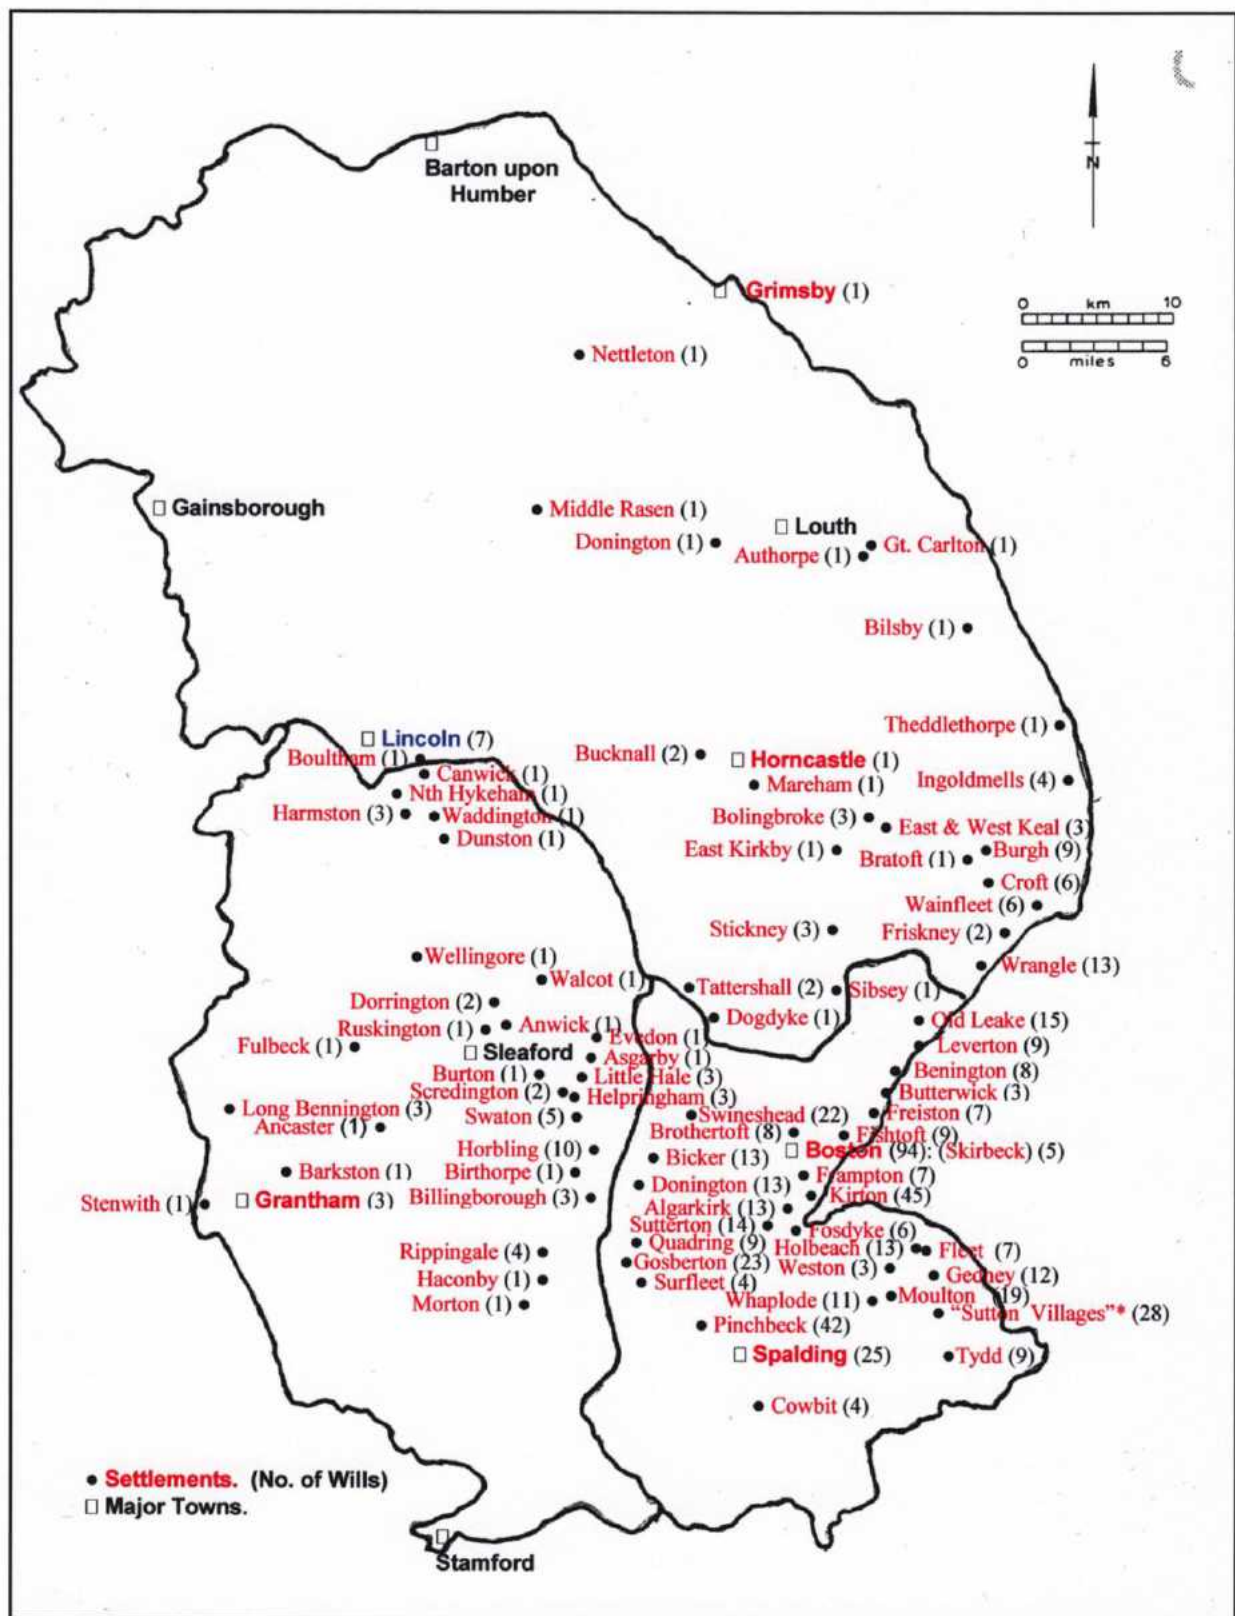 Barton upon
Humber
N
Grimsby (1)
0 km 10
0 miles 6
Nettleton (1)
Gainsborough
Middle Rasen (1)
Louth
Donington (1)
Gt. Carlton (1)
Authorpe (1)
Bilsby (1)
Theddlethorpe (1)
Lincoln (7)
Boultham (1)
Bucknall (2)
Horncastle (1)
Canwick (1)
Mareham (1)
Ingoldmells (4)
Nth Hykeham (1)
Harmston (3)
Waddington (1)
Bolingbroke (3)
East & West Keal (3)
Dunston (1)
East Kirkby (1)
Bratoft (1)
Burgh (9)
Croft (6)
Wainfleet (6)
Stickney (3)
Friskney (2)
Wellingore (1)
Wrangle (13)
Walcot (1)
Tattershall (2)
Sibsey (1)
Dorrington (2)
Dogdyke (1)
Old Leake (15)
Ruskington (1)
Anwick (1)
Evedon (1)
Fulbeck (1)
Leverton (9)
Sleaford
Asgarby (1)
Burton (1)
Little Hale (3)
Benington (8)
Scredington (2)
Helpringham (3)
Butterwick (3)
Long Bennington (3)
Swaton (5)
Swineshead (22)
Freiston (7)
Ancaster (1)
Brothertoft (8)
Fishtoft (9)
Horbling (10)
Boston (94): (Skirbeck) (5)
Bicker (13)
Barkston (1)
Birthorpe (1)
Frampton (7)
Donington (13)
Kirton (45)
Stenwith (1)
Grantham (3)
Billingborough (3)
Algarkirk (13)
Sutterton (14)
Fosdyke (6)
Quadring (9)
Holbeach (13)
Fleet (7)
Rippingale (4)
Gosberton (23)
Weston (3)
Gedney (12)
Haconby (1)
Surfleet (4)
Moulton (19)
Morton (1)
Whaplode (11)
"Sutton Villages"* (28)
Pinchbeck (42)
Spalding (25)
Tydd (9)
Cowbit (4)
Settlements. (No. of Wills)
Major Towns.
Stamford